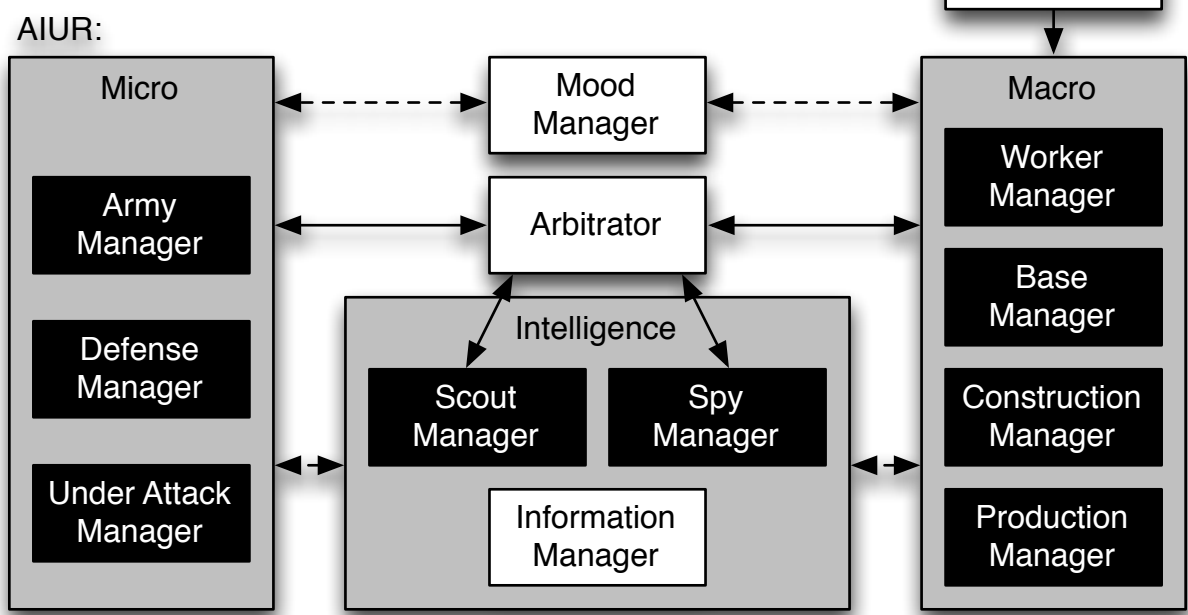 AIUR:
Micro
Army
Manager
Defense
Manager
Under Attack
Manager
Mood
Manager
Arbitrator
Intelligence
Scout
Manager
Spy
Manager
Information
Manager
Macro
Worker
Manager
Base
Manager
Construction
Manager
Production
Manager